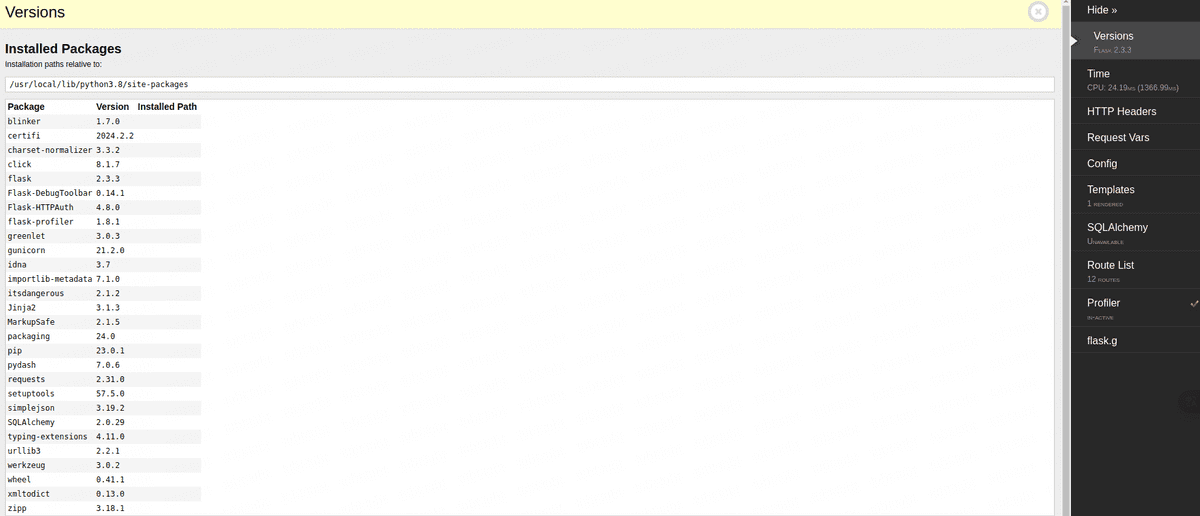 Versions
Installed Packages
Installation paths relative to:
/usr/local/lib/python3.8/site-packages
Package Version Installed Path
blinker 1.7.0
certifi 2024.2.2
charset-normalizer 3.3.2
click 8.1.7
flask 2.3.3
Flask-DebugToolbar 0.14.1
Flask-HTTPAuth 4.8.0
flask-profiler 1.8.1
greenlet 3.0.3
gunicorn 21.2.0
idna 3.7
importlib-metadata 7.1.0
itsdangerous 2.1.2
Jinja2 3.1.3
MarkupSafe 2.1.5
packaging 24.0
pip 23.0.1
pydash 7.0.6
requests 2.31.0
setuptools 57.5.0
simplejson 3.19.2
SQLAlchemy 2.0.29
typing-extensions 4.11.0
urllib3 2.2.1
werkzeug 3.0.2
wheel 0.41.1
xmltodict 0.13.0
zipp 3.18.1
Hide »
Versions
Flask 2.3.3
Time
CPU: 24.19ms (1366.99ms)
HTTP Headers
Request Vars
Config
Templates
1 rendered
SQLAlchemy
Unavailable
Route List
12 routes
Profiler
in-active
flask.g